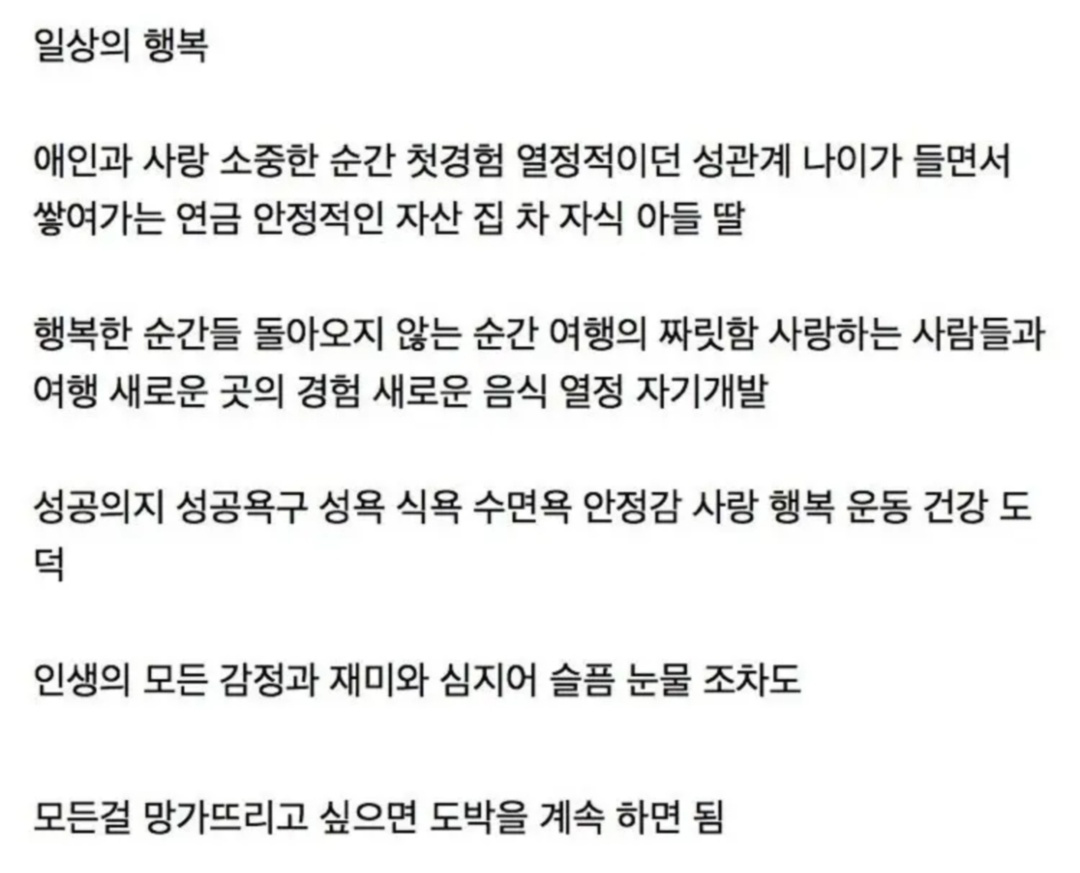 일상의 행복
애인과 사랑 소중한 순간 첫경험 열정적이던 성관계 나이가 들면서
쌓여가는 연금 안정적인 자산 집 차 자식 아들 딸
행복한 순간들 돌아오지 않는 순간 여행의 짜릿함 사랑하는 사람들과
여행 새로운 곳의 경험 새로운 음식 열정 자기개발
성공의지 성공욕구 성욕 식욕 수면욕 안정감 사랑 행복 운동 건강 도
덕
인생의 모든 감정과 재미와 심지어 슬픔 눈물 조차도
모든걸 망가뜨리고 싶으면 도박을 계속 하면 됨